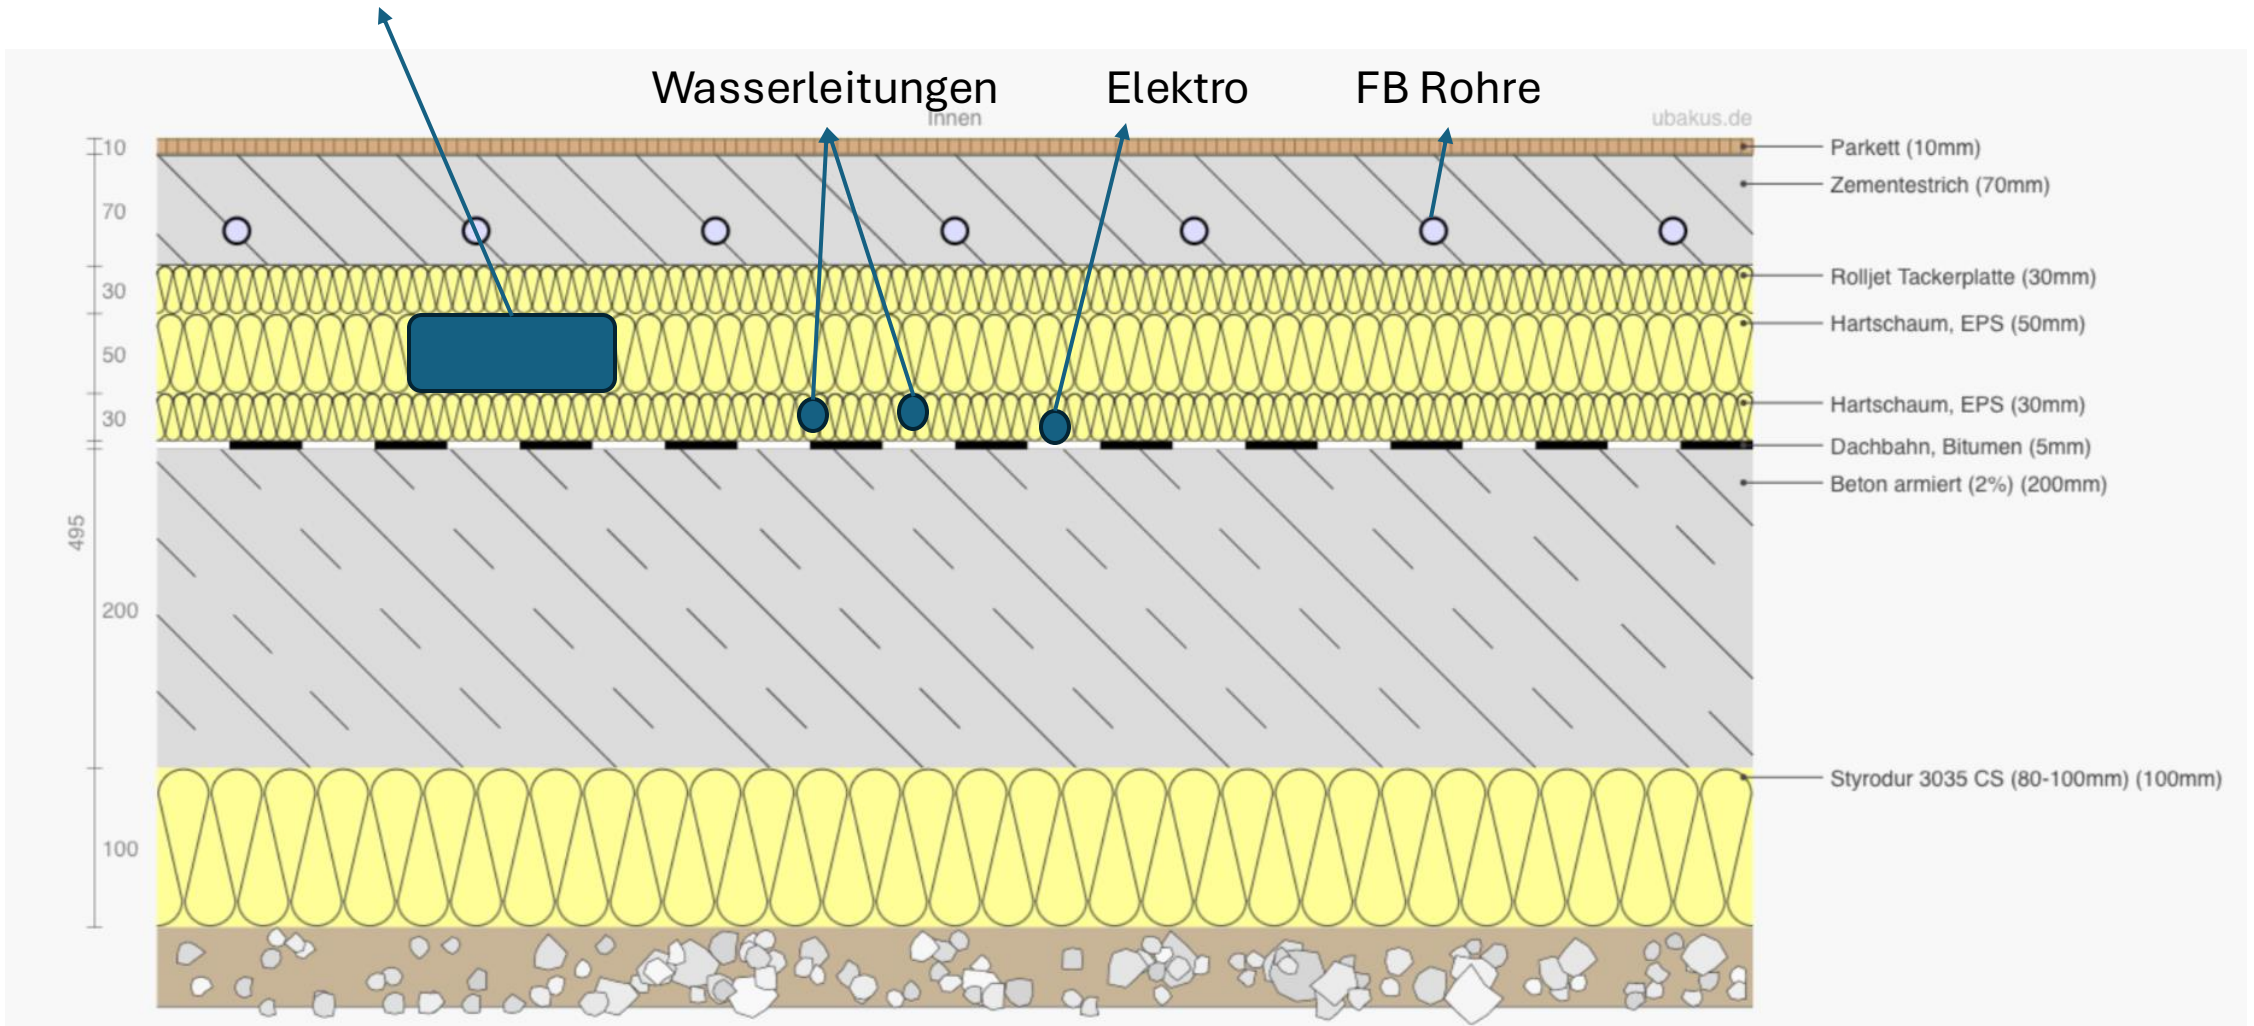 Wasserleitungen
Elektro
FB Rohre
Innen
ubakus.de
10
Parkett (10mm)
70
Zementestrich (70mm)
30
Rolljet Tackerplatte (30mm)
50
Hartschaum, EPS (50mm)
30
Hartschaum, EPS (30mm)
Dachbahn, Bitumen (5mm)
Beton armiert (2%) (200mm)
495
200
Styrodur 3035 CS (80-100mm) (100mm)
100